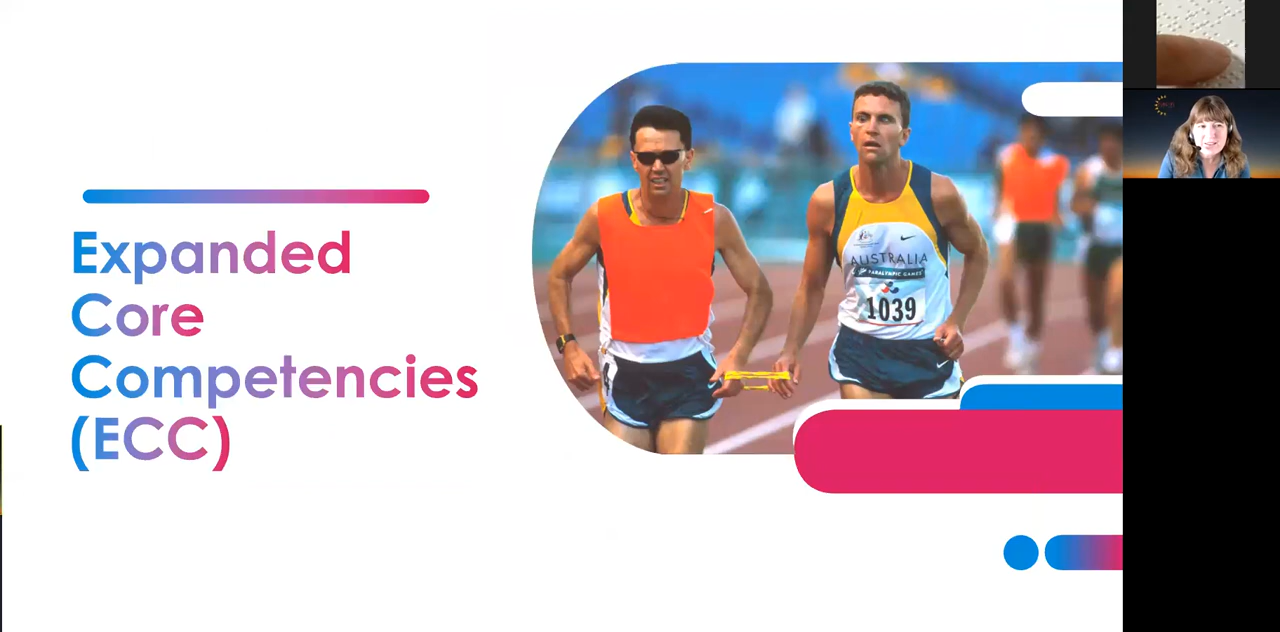 Expanded
Core
Competencies
(ECC)
AUSTRALIA
PARALYMPIC GAMES
1039